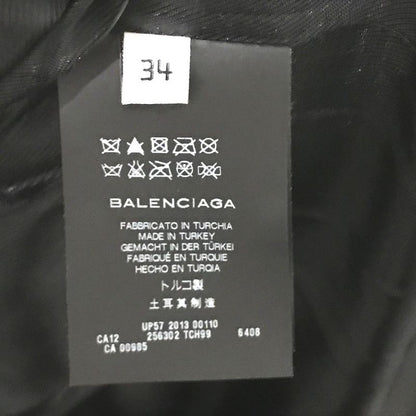 34
BALENCIAGA
FABBRICATO IN TURCHIA
MADE IN TURKEY
GEMACHT IN DER TÜRKEI
FABRIQUÉ EN TURQUIE
HECHO EN TURQIA
トルコ製
土耳其制造
UP57 2013 00110
CA12 256302 TCH99 6408
CA 00985